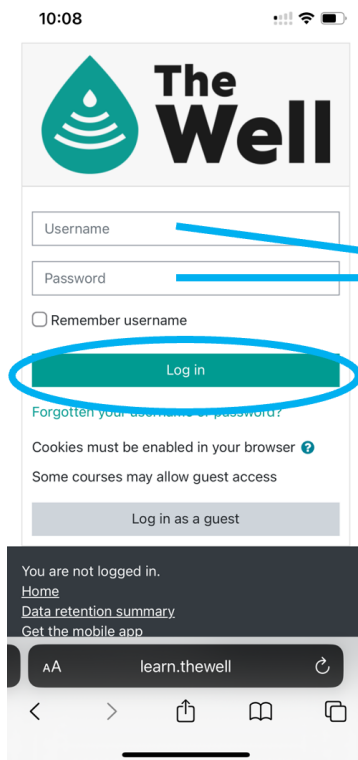 10:08
The
Well
Username
Password
Remember username
Log in
Forgotten your username or password?
Cookies must be enabled in your browser
Some courses may allow guest access
Log in as a guest
You are not logged in.
Home
Data retention summary
Get the mobile app
AA learn.thewell